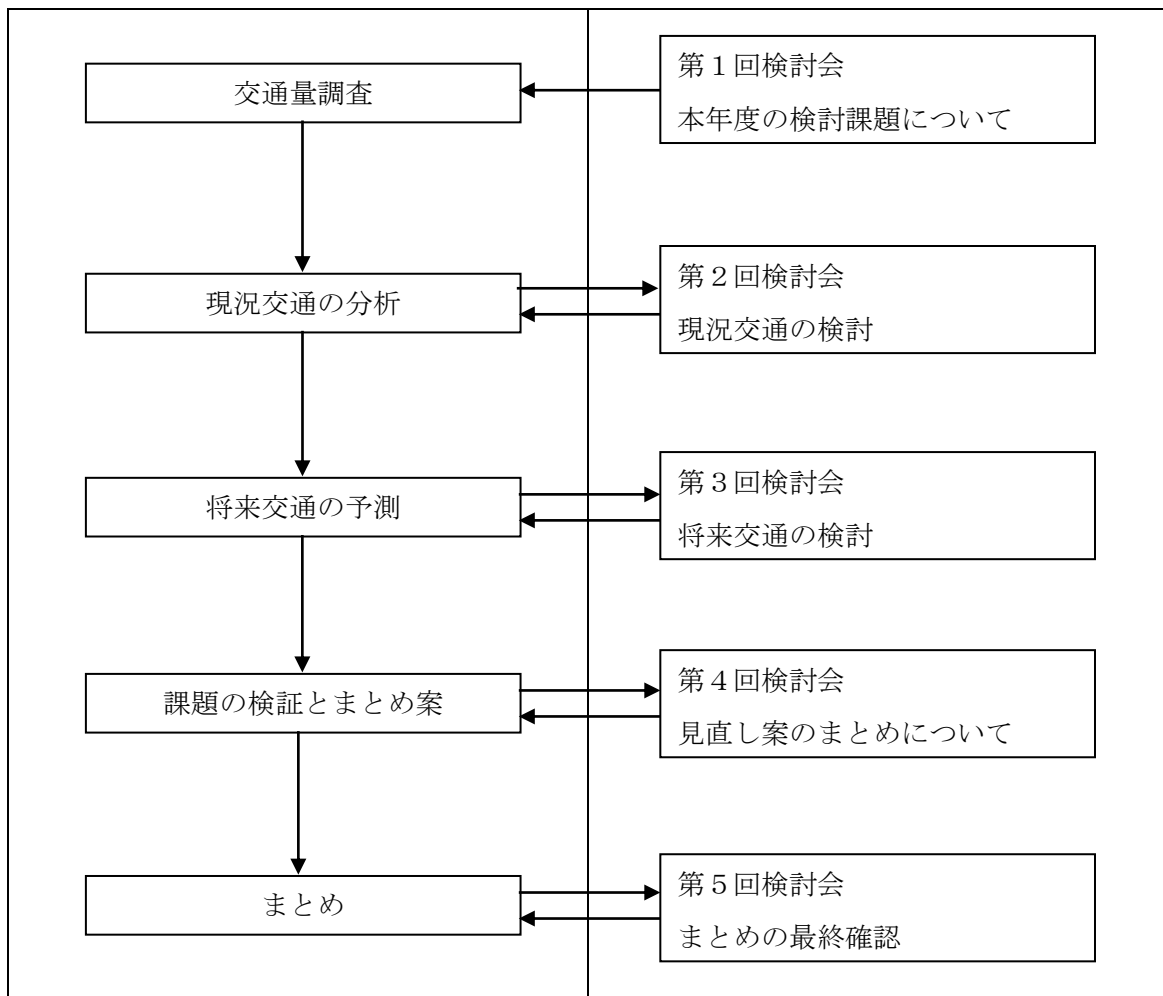 交通量調査
第１回検討会
本年度の検討課題について
現況交通の分析
第２回検討会
現況交通の検討
将来交通の予測
第３回検討会
将来交通の検討
課題の検証とまとめ案
第４回検討会
見直し案のまとめについて
まとめ
第５回検討会
まとめの最終確認